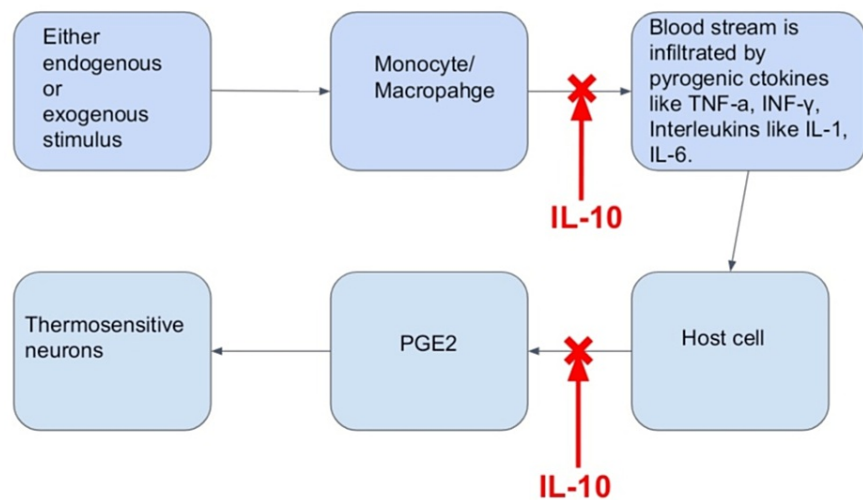 Either
endogenous
or
exogenous
stimulus
Monocyte/
Macropahge
Blood stream is
infiltrated by
pyrogenic ctokines
like TNF-a, INF-γ,
Interleukins like IL-1,
IL-6.
IL-10
Thermosensitive
neurons
PGE2
Host cell
IL-10